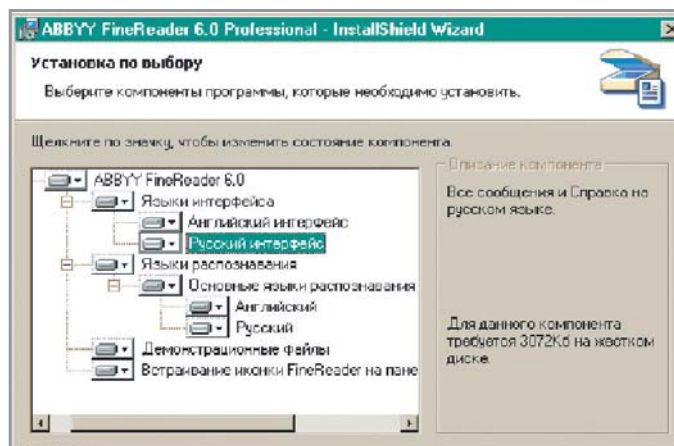 ABBYY FineReader 6.0 Professional - InstallShield Wizard
Установка по выбору
Выберите компоненты программы, которые необходимо установить.
Щелкните по значку, чтобы изменить состояние компонента.
ABBYY FineReader 6.0
Языки интерфейса
Английский интерфейс
Русский интерфейс
Языки распознавания
Основные языки распознавания
Английский
Русский
Демонстрационные файлы
Встраивание иконки FineReader на пане
Описание компонента
Все сообщения и Справка на
русском языке.
Для данного компонента
требуется 3072Кб на жестком
диске.